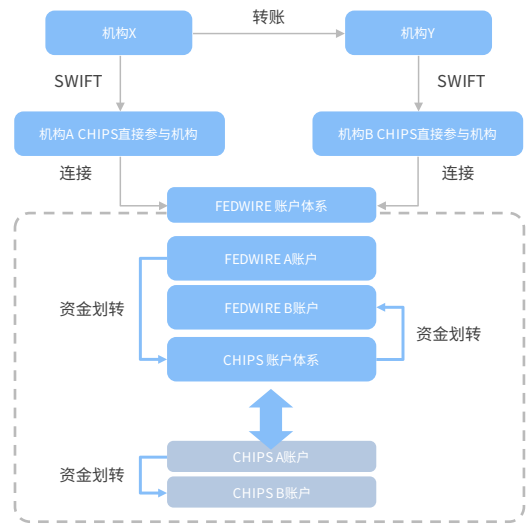 机构X
转账
机构Y
SWIFT
SWIFT
机构A CHIPS直接参与机构
机构B CHIPS直接参与机构
连接
连接
FEDWIRE 账户体系
FEDWIRE A账户
资金划转
FEDWIRE B账户
资金划转
CHIPS 账户体系
CHIPS A账户
资金划转
CHIPS B账户